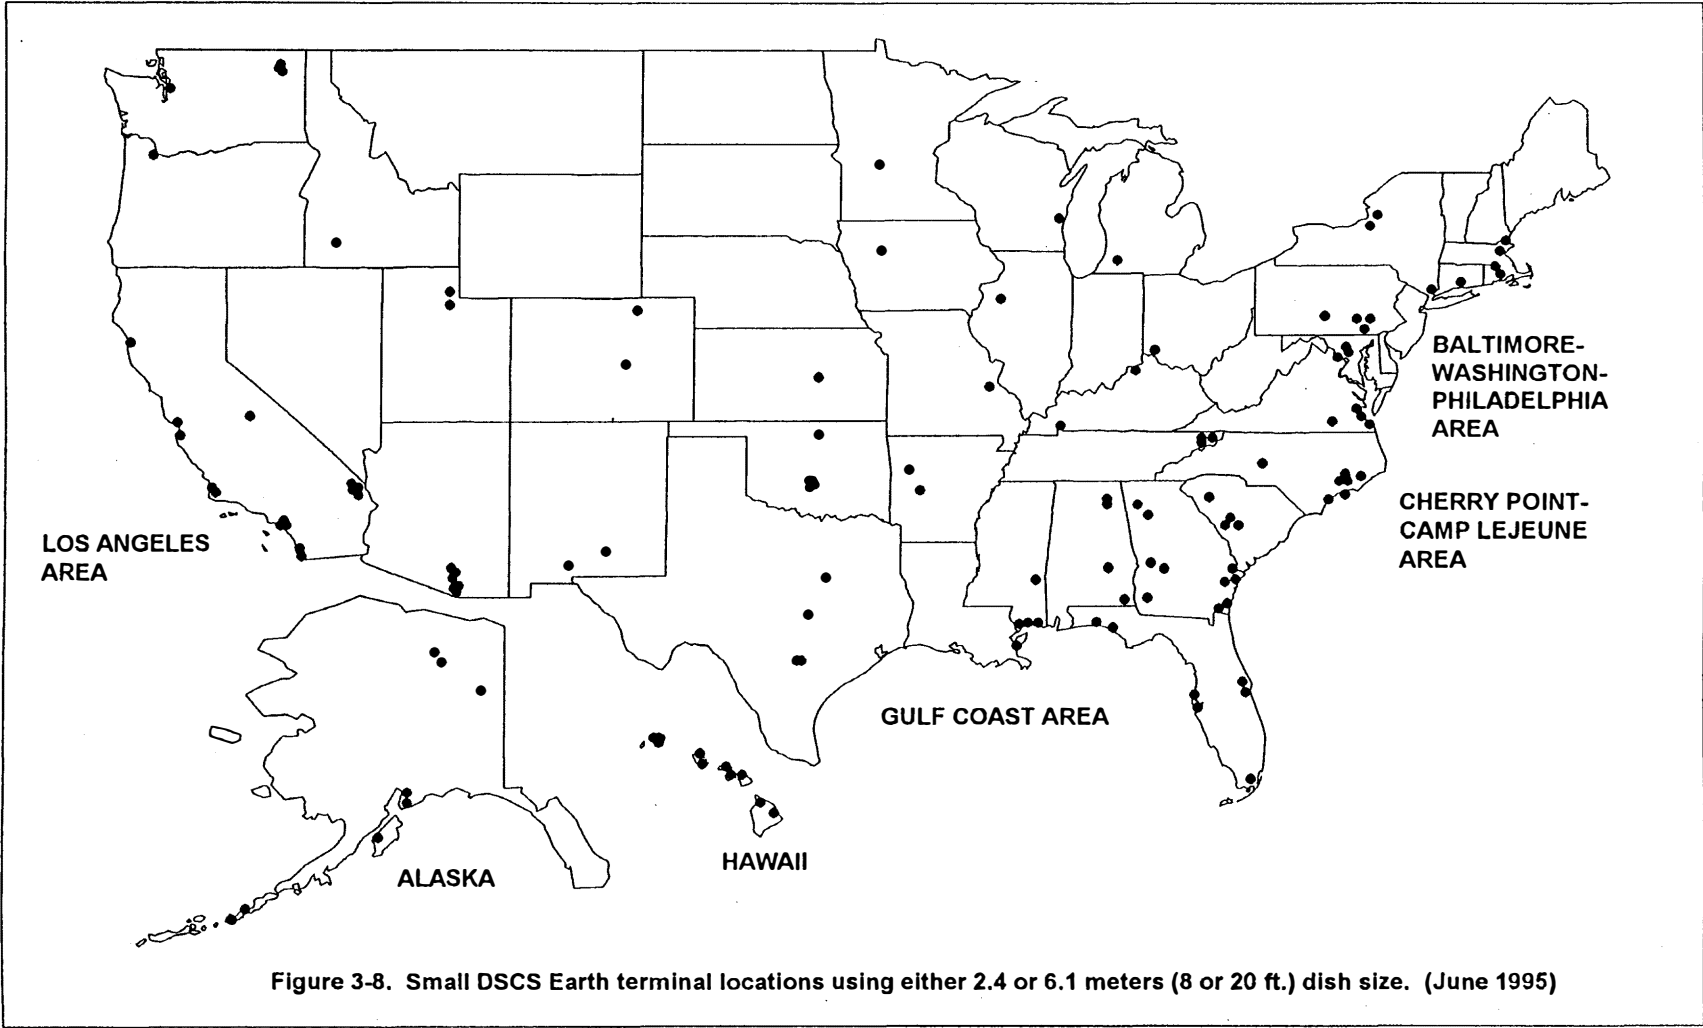 BALTIMORE-
WASHINGTON-
PHILADELPHIA
AREA
CHERRY POINT-
CAMP LEJEUNE
AREA
LOS ANGELES
AREA
GULF COAST AREA
HAWAII
ALASKA
Figure 3-8. Small DSCS Earth terminal locations using either 2.4 or 6.1 meters (8 or 20 ft.) dish size. (June 1995)